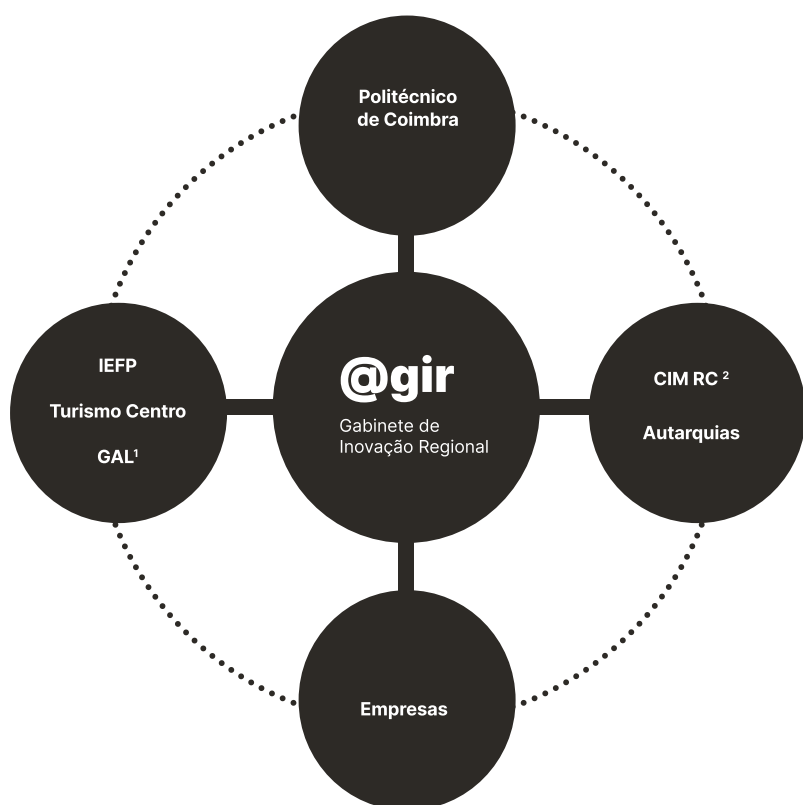 Politécnico
de Coimbra
IEFP
Turismo Centro
GAL¹
@gir
Gabinete de
Inovação Regional
CIM RC ²
Autarquias
Empresas